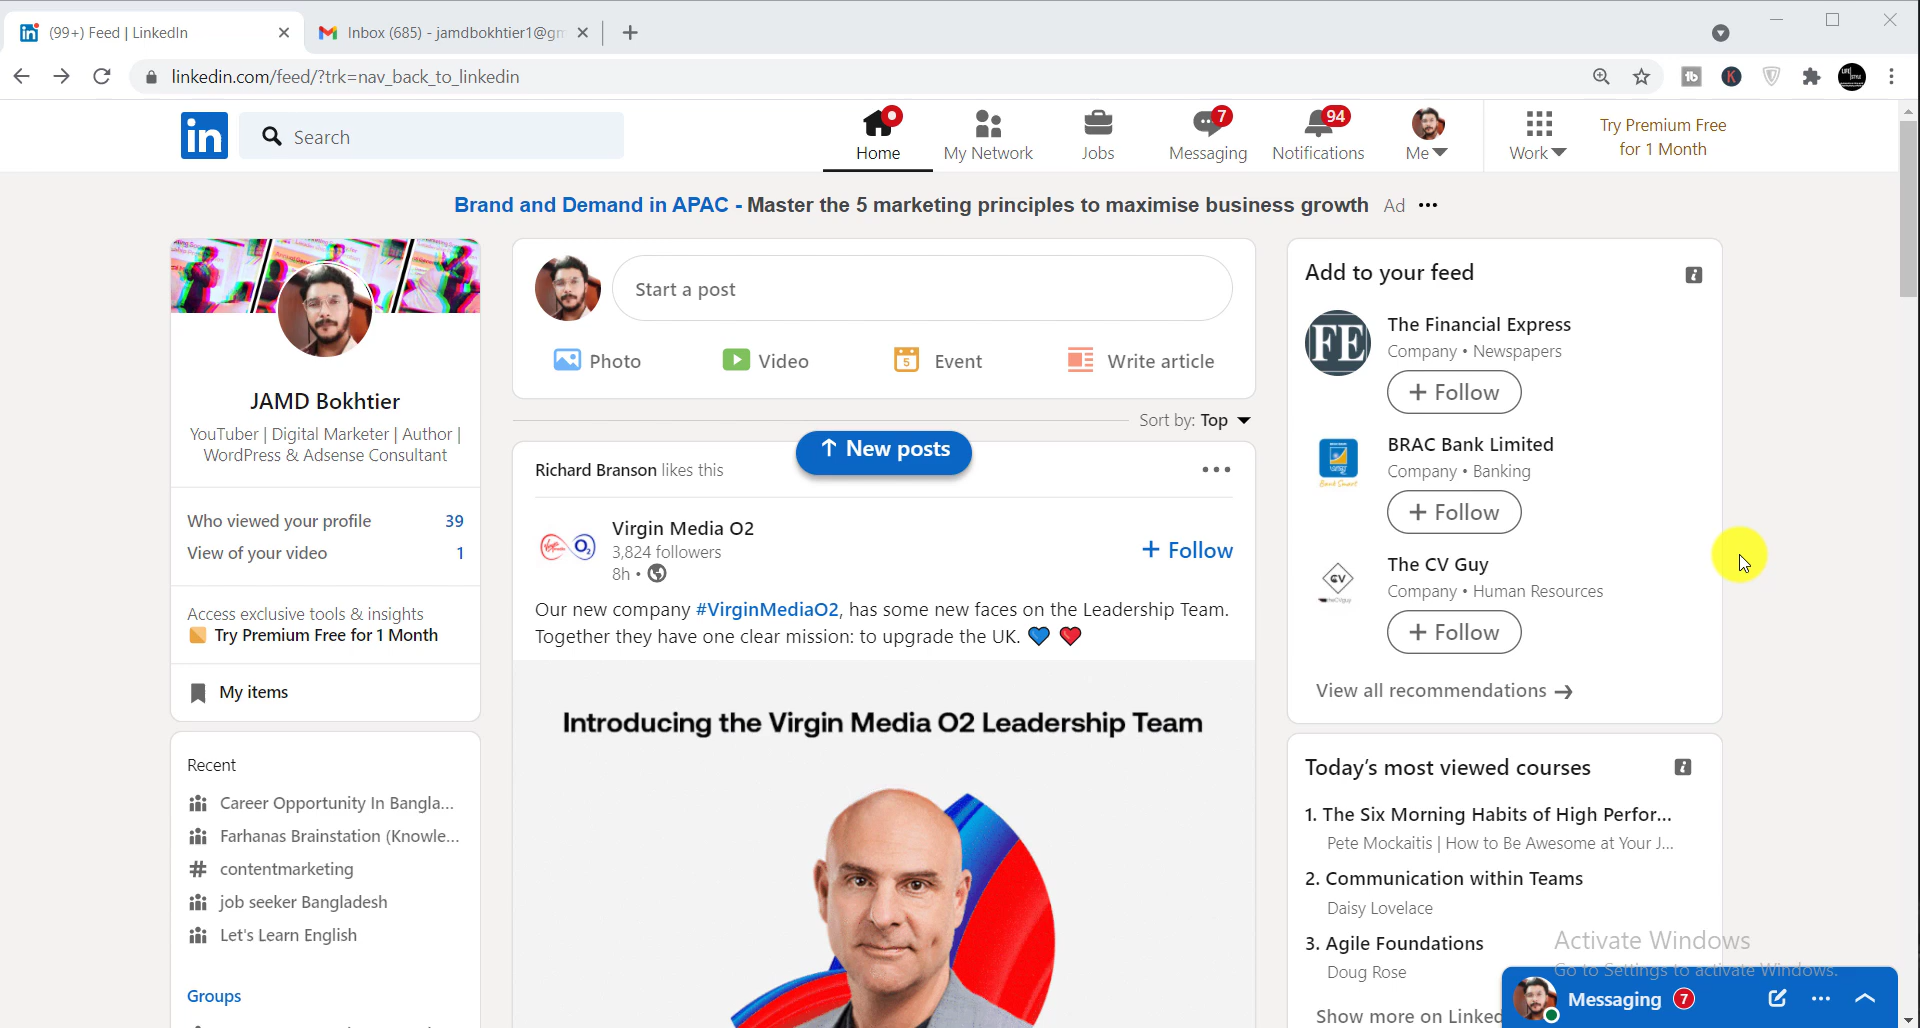 (99+) Feed | LinkedIn
Inbox (685) - jamdbokhtier1@gm
linkedin.com/feed/?trk=nav_back_to_linkedin
in Search
Home
My Network
Jobs
7
Messaging
94
Notifications
Me
Work
Try Premium Free
for 1 Month
Brand and Demand in APAC - Master the 5 marketing principles to maximise business growth Ad
JAMD Bokhtier
YouTuber | Digital Marketer | Author |
WordPress & Adsense Consultant
Who viewed your profile 39
View of your video 1
Access exclusive tools & insights
Try Premium Free for 1 Month
My items
Recent
Career Opportunity In Bangla...
Farhanas Brainstation (Knowle...
# contentmarketing
job seeker Bangladesh
Let's Learn English
Groups
Start a post
Photo
Video
5 Event
Write article
Sort by: Top
↑ New posts
Richard Branson likes this
Virgin Media O2
3,824 followers
8h •
+ Follow
Our new company #VirginMediaO2, has some new faces on the Leadership Team.
Together they have one clear mission: to upgrade the UK. 💙 ❤️
Introducing the Virgin Media O2 Leadership Team
Add to your feed
FE
The Financial Express
Company • Newspapers
+ Follow
BRAC Bank Limited
Company • Banking
+ Follow
CV
The CV Guy
Company • Human Resources
+ Follow
View all recommendations →
Today's most viewed courses
1. The Six Morning Habits of High Perfor...
Pete Mockaitis | How to Be Awesome at Your J...
2. Communication within Teams
Daisy Lovelace
3. Agile Foundations
Doug Rose
Show more on Linked
Activate Windows
Go to Settings to activate Windows.
Messaging 7